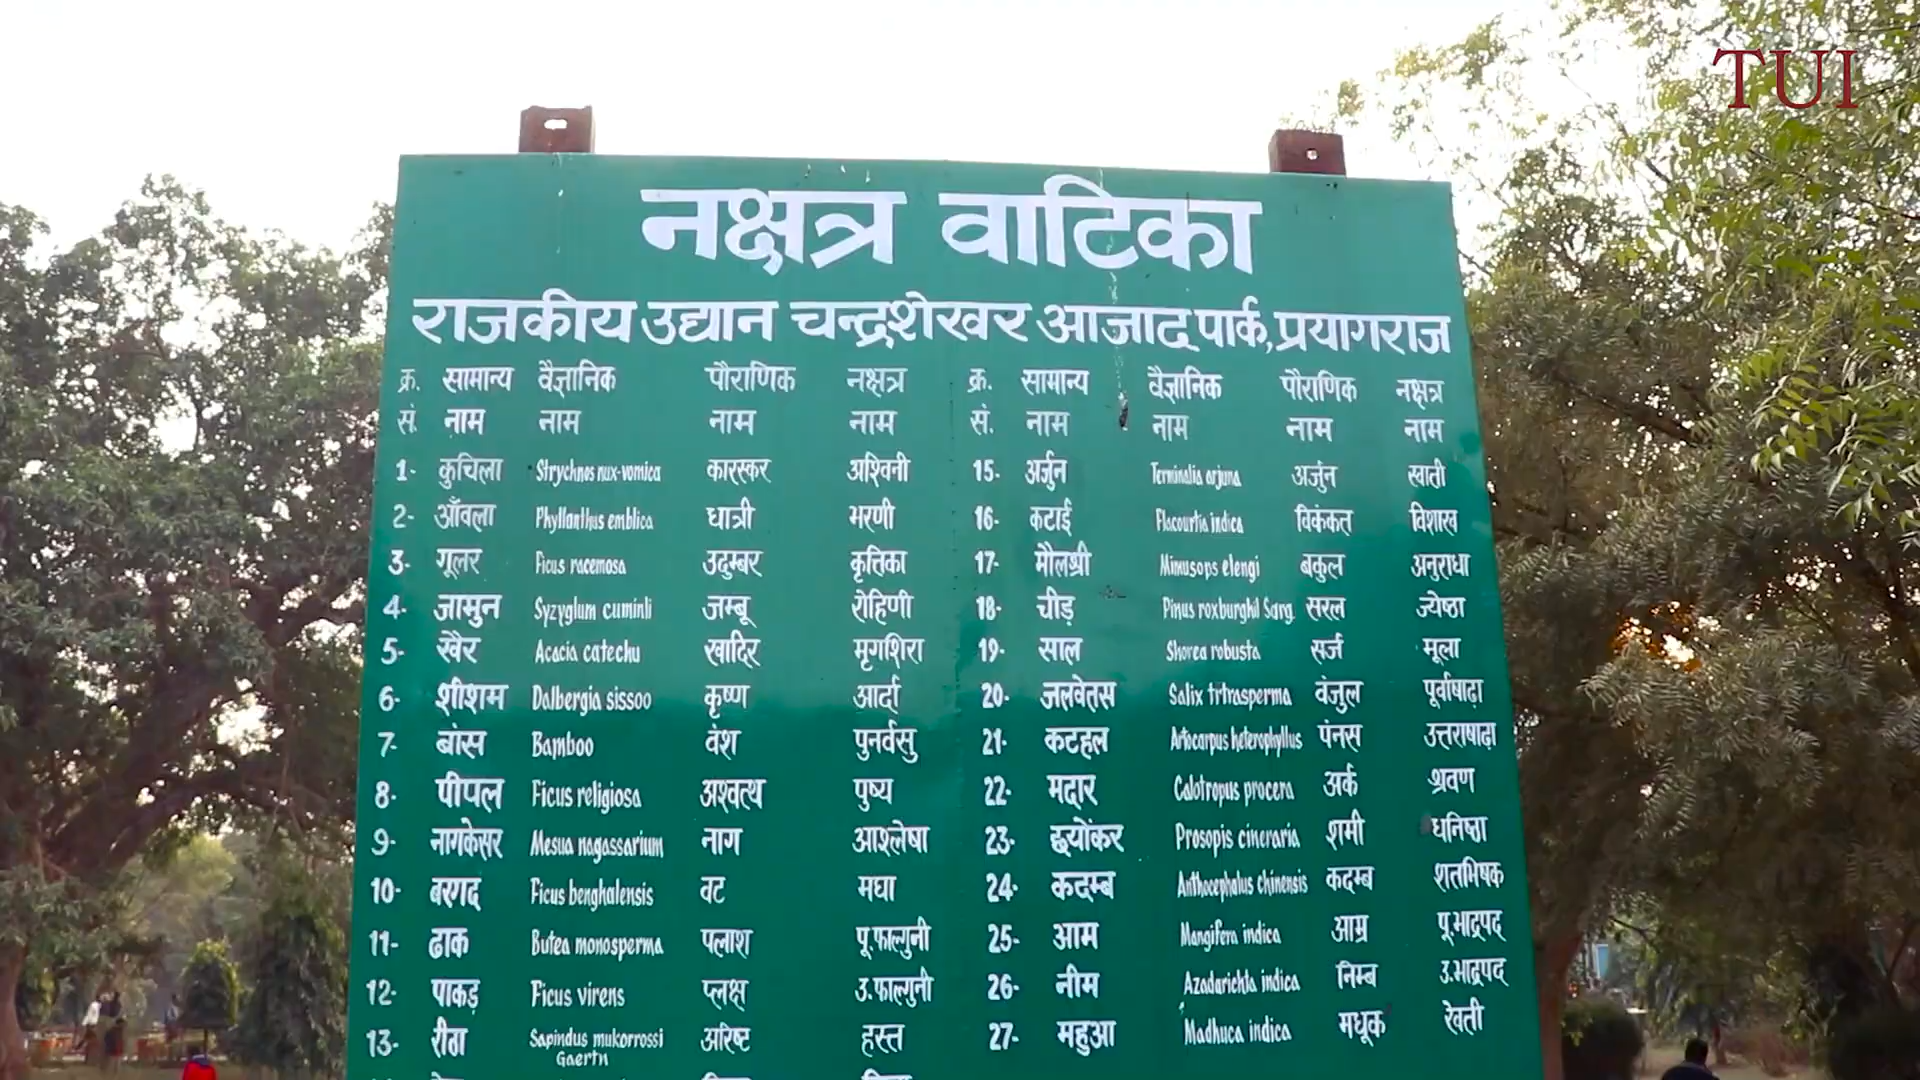 TUI
नक्षत्र वाटिका
राजकीय उद्यान चन्द्रशेखर आजाद पार्क, प्रयागराज
क्र. सामान्य वैज्ञानिक पौराणिक नक्षत्र क्र. सामान्य वैज्ञानिक पौराणिक नक्षत्र
सं. नाम नाम नाम नाम सं. नाम नाम नाम नाम
1- कुचिला Strychnos nux-vomica कारस्कर अश्विनी 15- अर्जुन Terminalia arjuna अर्जुन स्वाती
2- आँवला Phyllanthus emblica धात्री भरणी 16- कटाई Flacourtia indica विकंकत विशाख
3- गूलर Ficus racemosa उदुम्बर कृत्तिका 17- मौलश्री Mimusops elengi बकुल अनुराधा
4- जामुन Syzyglum cuminli जम्बू रोहिणी 18- चीड़ Pinus roxburghil Sarg. सरल ज्येष्ठा
5- खैर Acacia catechu खादिर मृगशिरा 19- साल Shorea robusta सर्ज मूला
6- शीशम Dalbergia sissoo कृष्ण आर्दा 20- जलवेतस Salix trtrasperma वंजुल पूर्वाषाढ़ा
7- बांस Bamboo वंश पुनर्वसु 21- कटहल Artocarpus heterophyllus पंनस उत्तराषाढ़ा
8- पीपल Ficus religiosa अश्वत्थ पुष्य 22- मदार Calotropus procera अर्क श्रवण
9- नागकेसर Mesua nagassarium नाग आश्लेषा 23- छ्योंकर Prosopis cineraria शमी धनिष्ठा
10- बरगद Ficus benghalensis वट मघा 24- कदम्ब Anthocephalus chinensis कदम्ब शतभिषक
11- ढाक Butea monosperma पलाश पू.फाल्गुनी 25- आम Mangifera indica आम्र पू.भाद्रपद
12- पाकड़ Ficus virens प्लक्ष उ.फाल्गुनी 26- नीम Azadarichta indica निम्ब उ.भाद्रपद
13- रीठा Sapindus mukorrossi Gaertn अरिष्ट हस्त 27- महुआ Madhuca indica मधूक रेवती